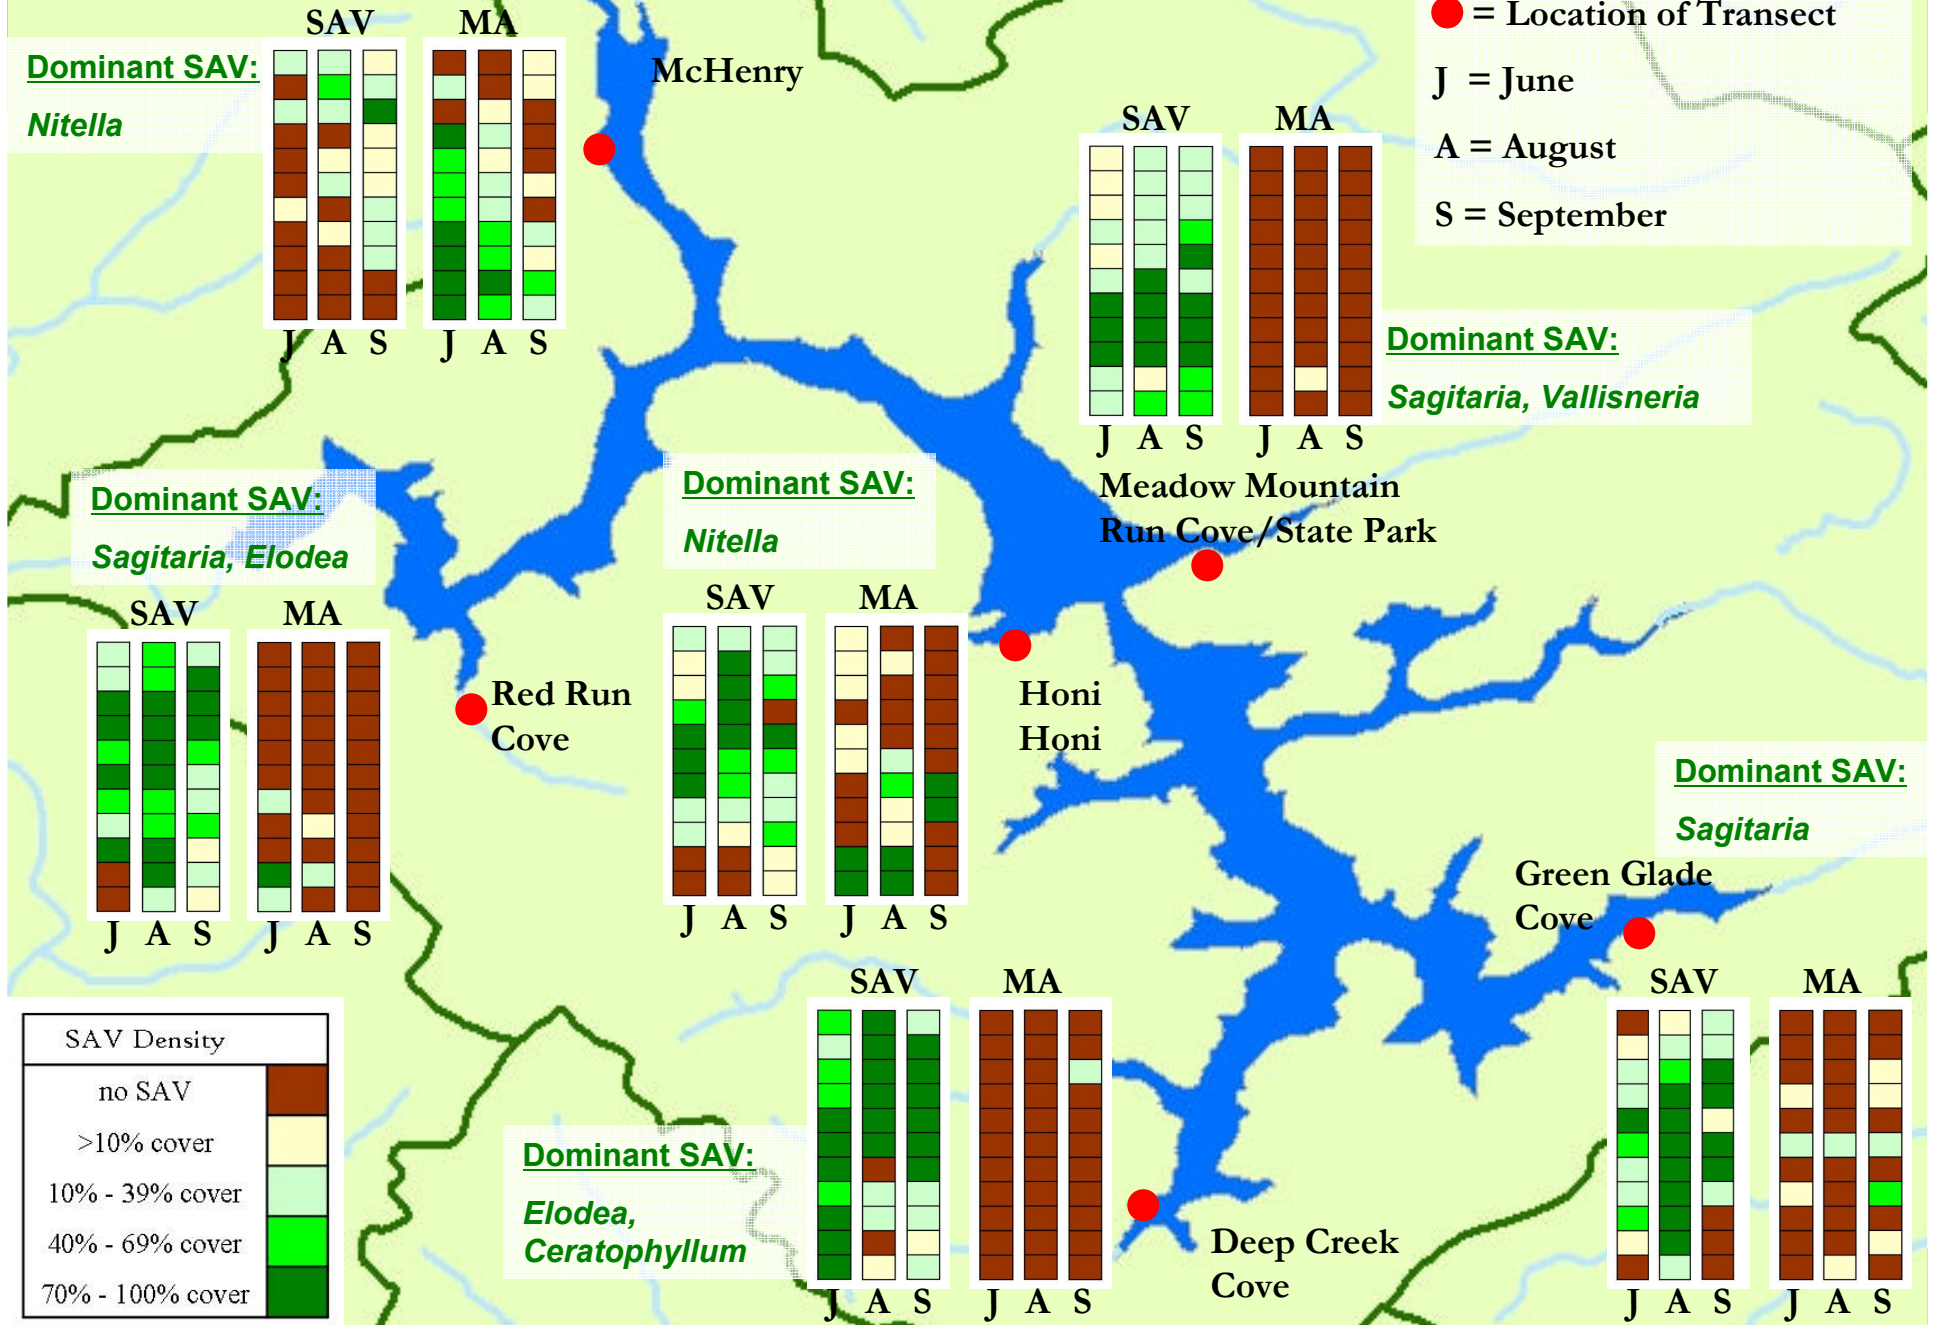 SAV MA
Dominant SAV:
Nitella
J A S J A S
McHenry
= Location of Transect
J = June
A = August
S = September
SAV MA
J A S J A S
Dominant SAV:
Sagitaria, Vallisneria
Meadow Mountain
Run Cove/State Park
Dominant SAV:
Sagitaria, Elodea
SAV MA
J A S J A S
Red Run
Cove
Dominant SAV:
Nitella
SAV MA
J A S J A S
Honi
Honi
Dominant SAV:
Sagitaria
Green Glade
Cove
SAV MA
J A S J A S
SAV MA
J A S J A S
Dominant SAV:
Elodea,
Ceratophyllum
Deep Creek
Cove
SAV Density
no SAV
>10% cover
10% - 39% cover
40% - 69% cover
70% - 100% cover